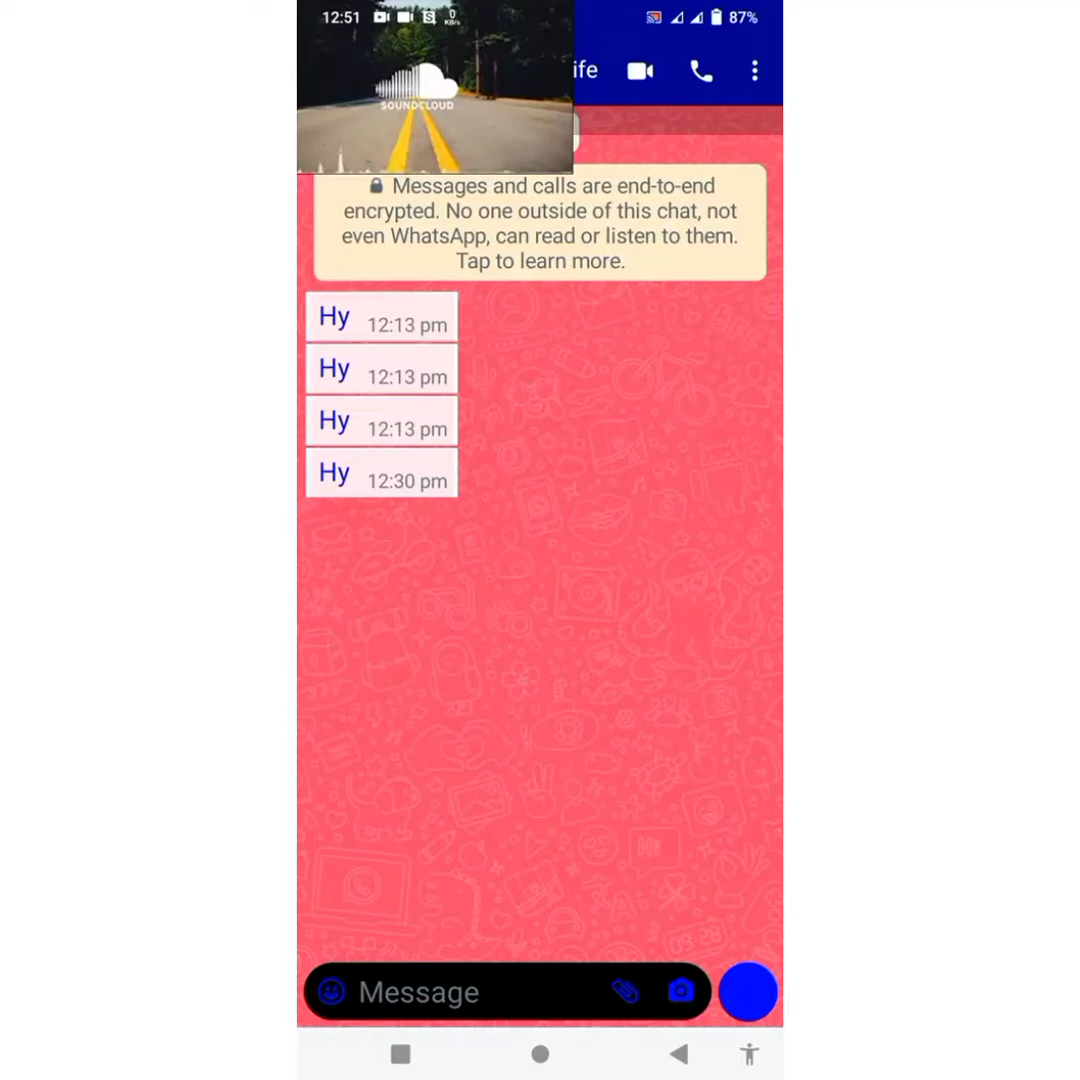 12:51
0
KB/s
87%
SOUNDCLOUD
ife
Messages and calls are end-to-end
encrypted. No one outside of this chat, not
even WhatsApp, can read or listen to them.
Tap to learn more.
Hy 12:13 pm
Hy 12:13 pm
Hy 12:13 pm
Hy 12:30 pm
Message